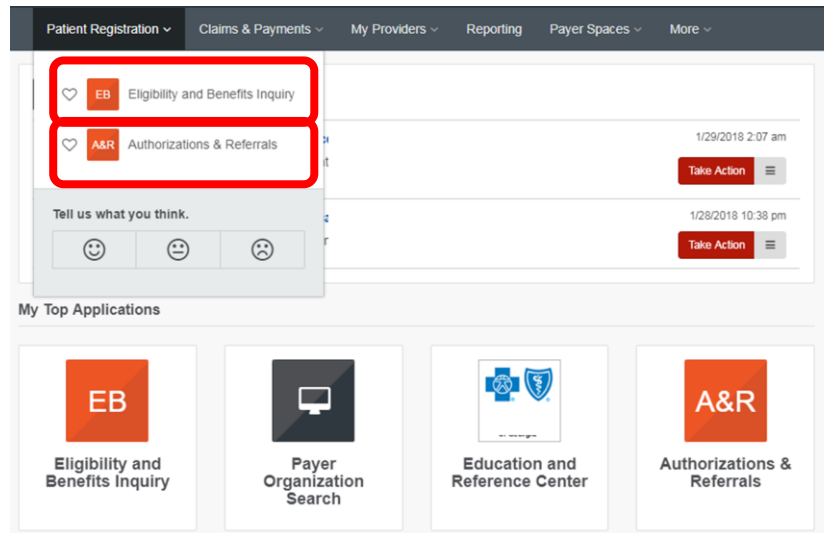 Patient Registration Claims & Payments My Providers Reporting Payer Spaces More
EB Eligibility and Benefits Inquiry
A&R Authorizations & Referrals
1/29/2018 2:07 am
Take Action
Tell us what you think.
1/28/2018 10:38 pm
Take Action
My Top Applications
EB
A&R
Eligibility and
Benefits Inquiry
Payer
Organization
Search
Education and
Reference Center
Authorizations &
Referrals